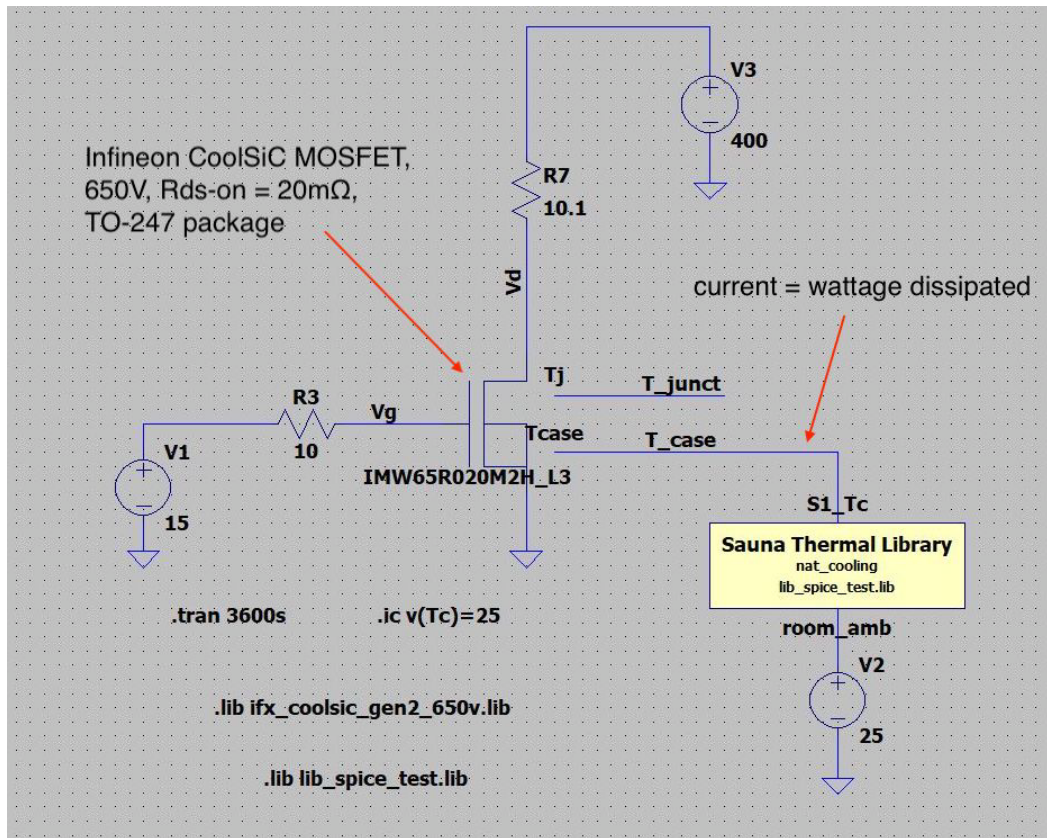 V3
400
Infineon CoolSiC MOSFET,
650V, Rds-on = 20mΩ,
TO-247 package
R7
10.1
Vd
current = wattage dissipated
Tj
T_junct
R3
10
Vg
Tcase
T_case
V1
15
IMW65R020M2H_L3
S1_Tc
Sauna Thermal Library
nat_cooling
lib_spice_test.lib
room_amb
V2
25
.tran 3600s
.ic v(Tc)=25
.lib ifx_coolsic_gen2_650v.lib
.lib lib_spice_test.lib